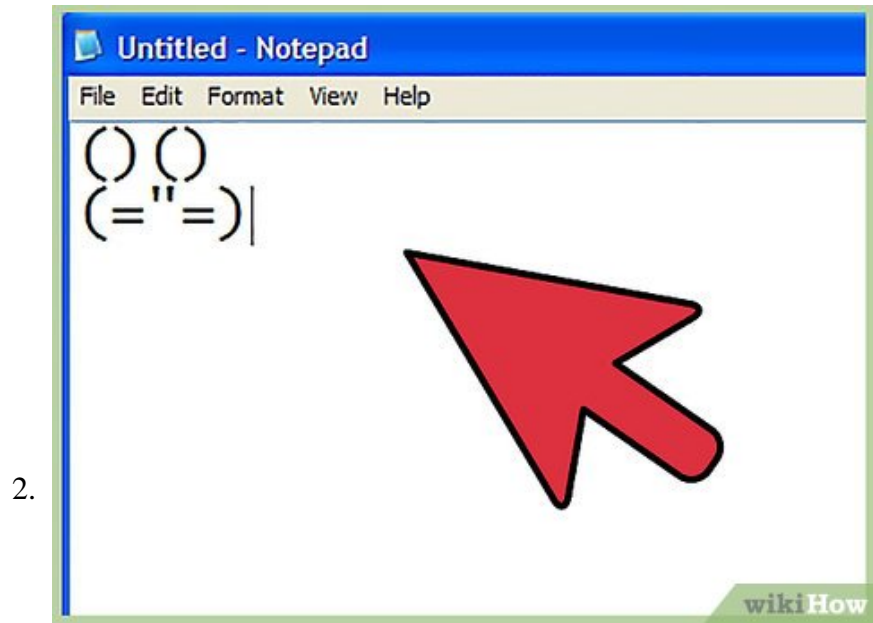 Untitled - Notepad
File Edit Format View Help
() ()
(="=)
2.
wikiHow